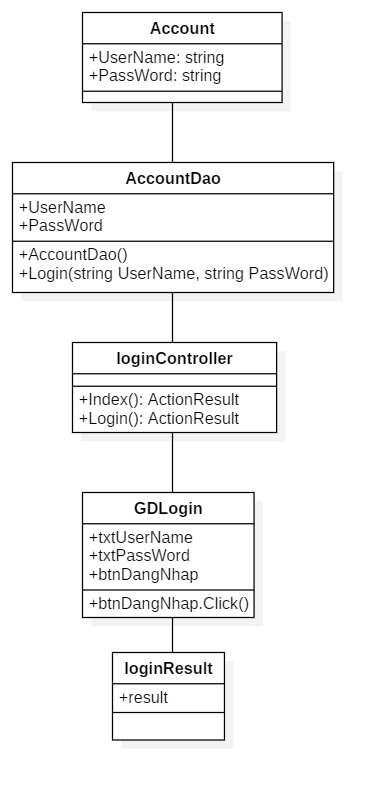 Account
+UserName: string
+PassWord: string
AccountDao
+UserName
+PassWord
+AccountDao()
+Login(string UserName, string PassWord)
loginController
+Index(): ActionResult
+Login(): ActionResult
GDLogin
+txtUserName
+txtPassWord
+btnDangNhap
+btnDangNhap.Click()
loginResult
+result